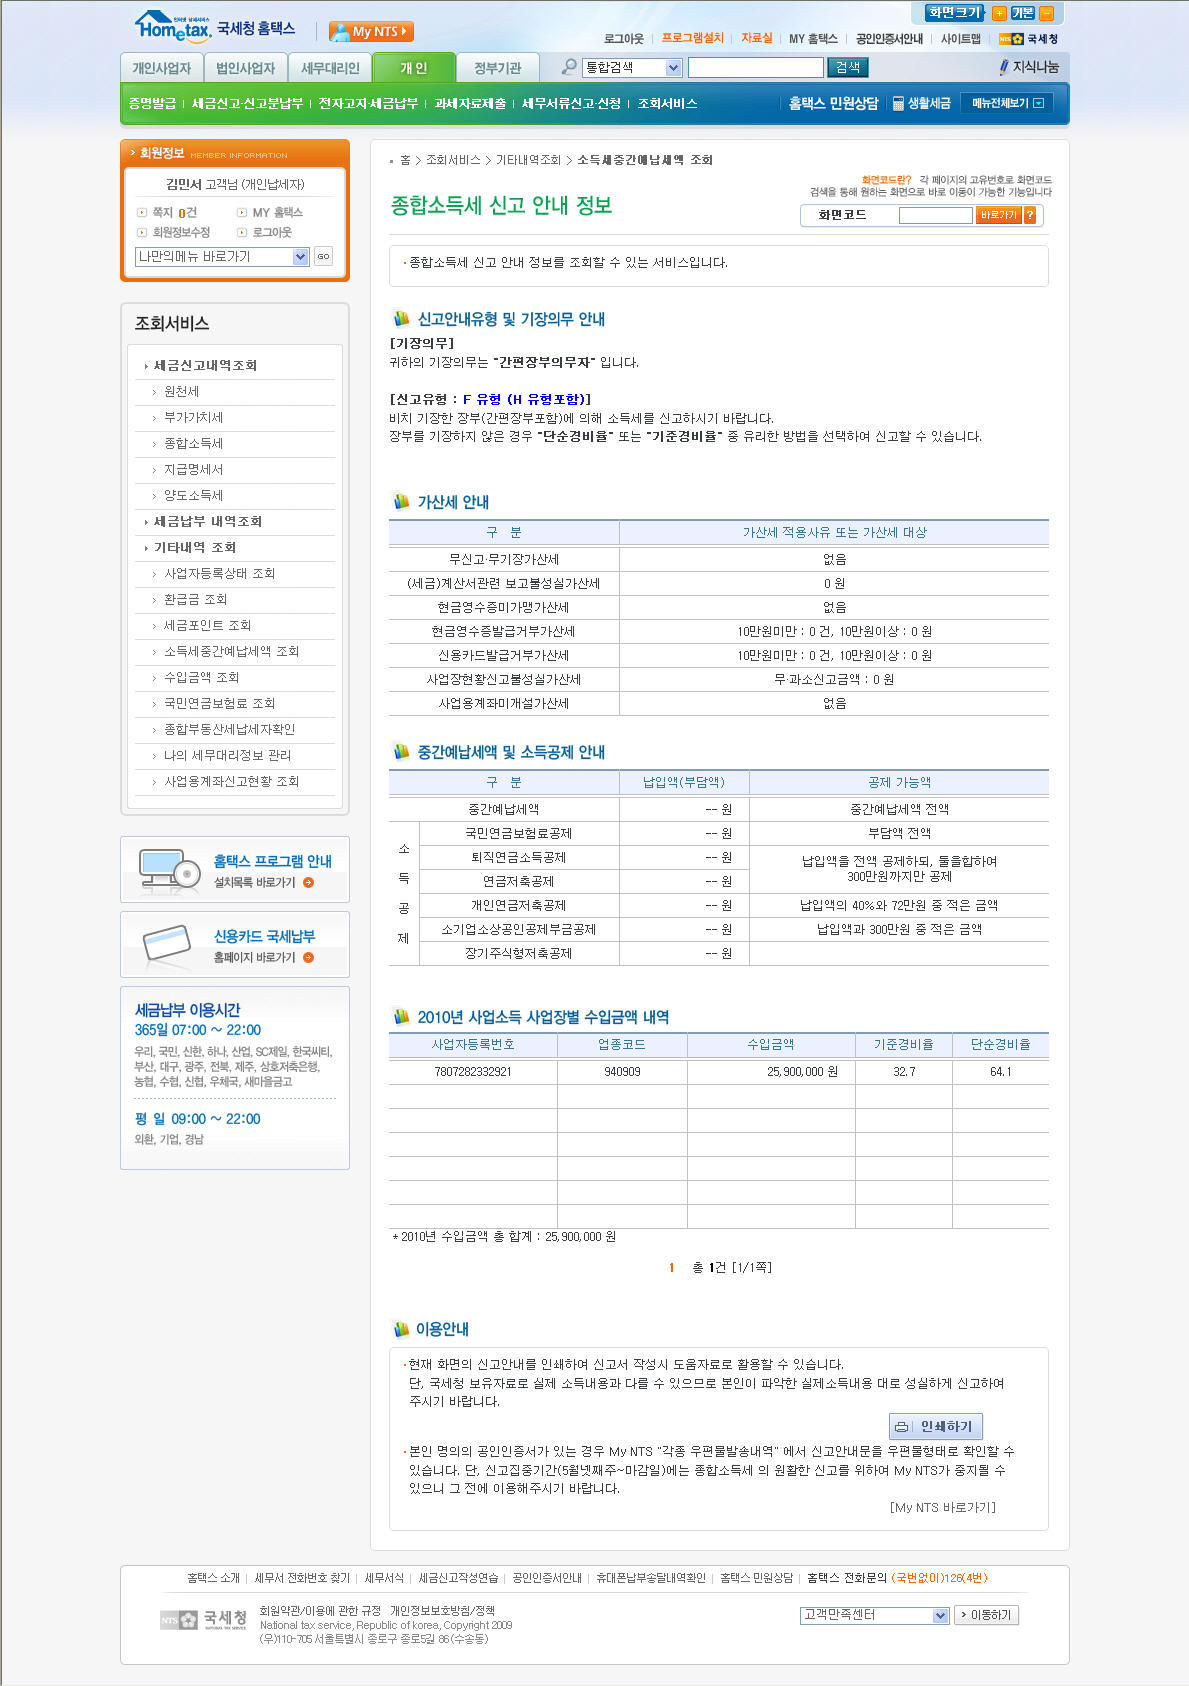 화면크기 + 기본 -
인터넷 납세서비스
Hometax 국세청 홈택스
My NTS
로그아웃 프로그램설치 자료실 MY 홈택스 공인인증서안내 사이트맵 NTS 국세청
개인사업자 법인사업자 세무대리인 개 인 정부기관
통합검색 검색 지식나눔
증명발급 세금신고·신고분납부 전자고지·세금납부 과세자료제출 세무서류신고·신청 조회서비스
홈택스 민원상담 생활세금 메뉴전체보기
회원정보 MEMBER INFORMATION
김민서 고객님 (개인납세자)
쪽지 0건 MY 홈택스
회원정보수정 로그아웃
나만의메뉴 바로가기 GO
조회서비스
세금신고내역조회
원천세
부가가치세
종합소득세
지급명세서
양도소득세
세금납부 내역조회
기타내역 조회
사업자등록상태 조회
환급금 조회
세금포인트 조회
소득세중간예납세액 조회
수입금액 조회
국민연금보험료 조회
종합부동산세납세자확인
나의 세무대리정보 관리
사업용계좌신고현황 조회
홈택스 프로그램 안내
설치목록 바로가기
신용카드 국세납부
홈페이지 바로가기
세금납부 이용시간
365일 07:00 ~ 22:00
우리, 국민, 신한, 하나, 산업, SC제일, 한국씨티,
부산, 대구, 광주, 전북, 제주, 상호저축은행,
농협, 수협, 신협, 우체국, 새마을금고
평 일 09:00 ~ 22:00
외환, 기업, 경남
홈 > 조회서비스 > 기타내역조회 > 소득세중간예납세액 조회
종합소득세 신고 안내 정보
화면코드란? 각 페이지의 고유번호로 화면코드
검색을 통해 원하는 화면으로 바로 이동이 가능한 기능입니다
화면코드 바로가기 ?
·종합소득세 신고 안내 정보를 조회할 수 있는 서비스입니다.
신고안내유형 및 기장의무 안내
[기장의무]
귀하의 기장의무는 "간편장부의무자" 입니다.
[신고유형 : F 유형 (H 유형포함)]
비치 기장한 장부(간편장부포함)에 의해 소득세를 신고하시기 바랍니다.
장부를 기장하지 않은 경우 "단순경비율" 또는 "기준경비율" 중 유리한 방법을 선택하여 신고할 수 있습니다.
가산세 안내
구 분 가산세 적용사유 또는 가산세 대상
무신고·무기장가산세 없음
(세금)계산서관련 보고불성실가산세 0 원
현금영수증미가맹가산세 없음
현금영수증발급거부가산세 10만원미만 : 0 건, 10만원이상 : 0 원
신용카드발급거부가산세 10만원미만 : 0 건, 10만원이상 : 0 원
사업장현황신고불성실가산세 무·과소신고금액 : 0 원
사업용계좌미개설가산세 없음
중간예납세액 및 소득공제 안내
구 분 납입액(부담액) 공제 가능액
중간예납세액 -- 원 중간예납세액 전액
소득공제
국민연금보험료공제 -- 원 부담액 전액
퇴직연금소득공제 -- 원 납입액을 전액 공제하되, 둘을합하여
연금저축공제 -- 원 300만원까지만 공제
개인연금저축공제 -- 원 납입액의 40%와 72만원 중 적은 금액
소기업소상공인공제부금공제 -- 원 납입액과 300만원 중 적은 금액
장기주식형저축공제 -- 원
2010년 사업소득 사업장별 수입금액 내역
사업자등록번호 업종코드 수입금액 기준경비율 단순경비율
7807282332921 940909 25,900,000 원 32.7 64.1
* 2010년 수입금액 총 합계 : 25,900,000 원
1 총 1건 [1/1쪽]
이용안내
·현재 화면의 신고안내를 인쇄하여 신고서 작성시 도움자료로 활용할 수 있습니다.
단, 국세청 보유자료로 실제 소득내용과 다를 수 있으므로 본인이 파악한 실제소득내용 대로 성실하게 신고하여
주시기 바랍니다.
인쇄하기
·본인 명의의 공인인증서가 있는 경우 My NTS "각종 우편물발송내역" 에서 신고안내문을 우편물형태로 확인할 수
있습니다. 단, 신고집중기간(5월넷째주~마감일)에는 종합소득세 의 원활한 신고를 위하여 My NTS가 중지될 수
있으니 그 전에 이용해주시기 바랍니다.
[My NTS 바로가기]
홈택스 소개 세무서 전화번호 찾기 세무서식 세금신고작성연습 공인인증서안내 휴대폰납부송달내역확인 홈택스 민원상담 홈택스 전화문의 (국번없이)126(4번)
NTS 국세청 NATIONAL TAX SERVICE
회원약관/이용에 관한 규정 개인정보보호방침/정책
National tax service, Republic of korea, Copyright 2009
(우)110-705 서울특별시 종로구 종로5길 86 (수송동)
고객만족센터 > 이동하기